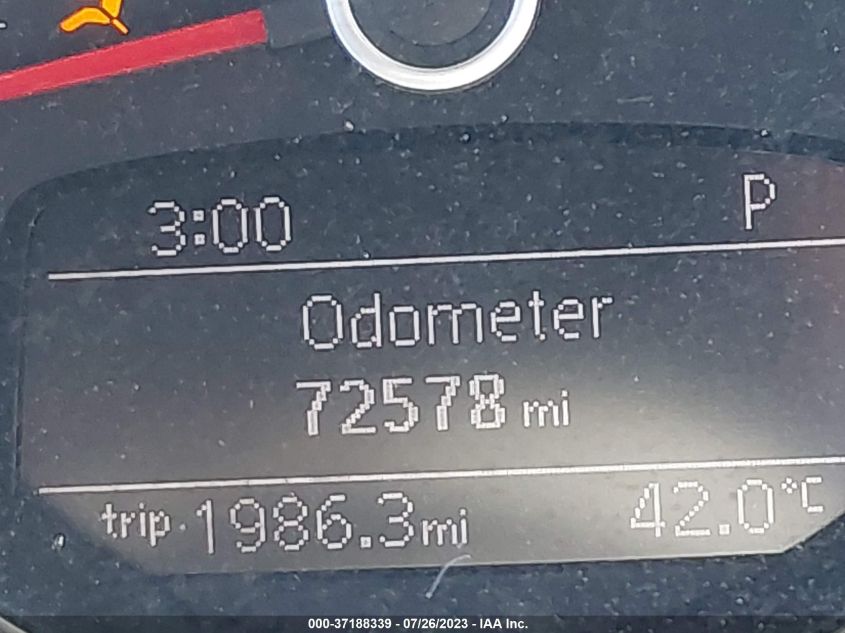 3:00 P
Odometer
72578 mi
trip 1986.3 mi 42.0°C
000-37188339 - 07/26/2023 - IAA Inc.